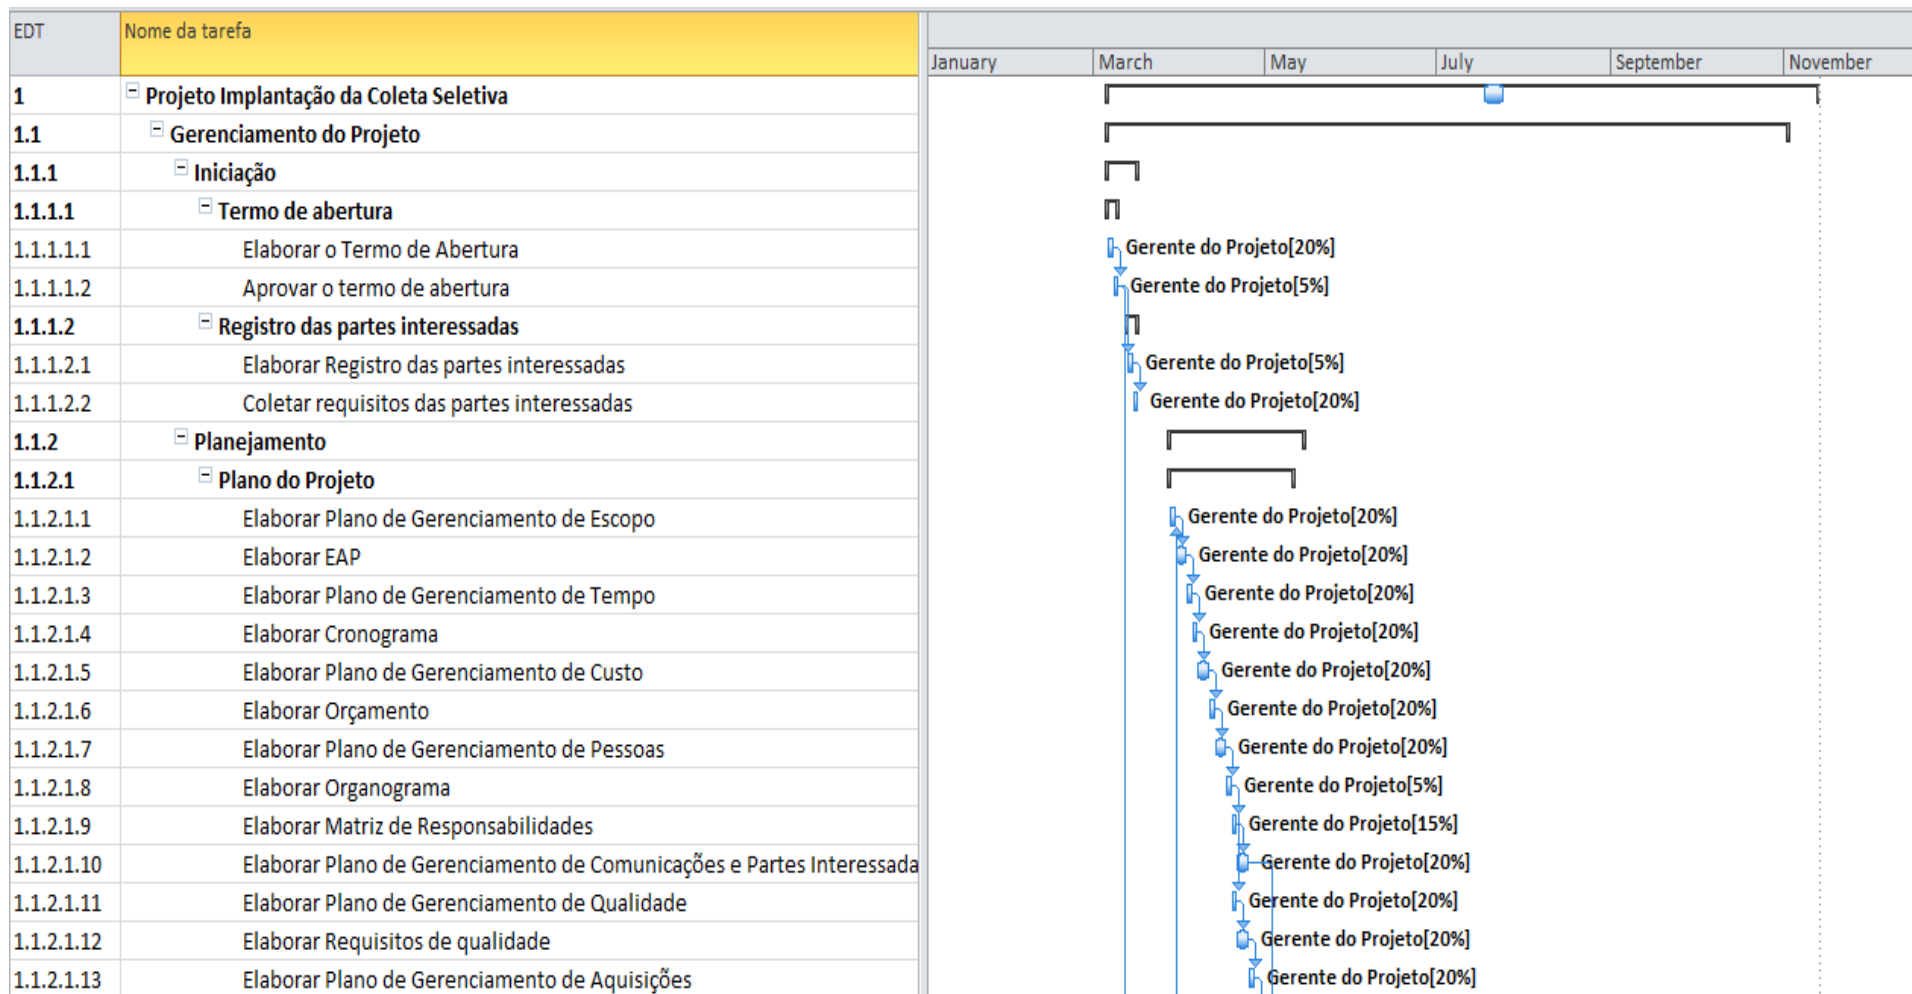 EDT Nome da tarefa
January March May July September November
1 Projeto Implantação da Coleta Seletiva
1.1 Gerenciamento do Projeto
1.1.1 Iniciação
1.1.1.1 Termo de abertura
1.1.1.1.1 Elaborar o Termo de Abertura Gerente do Projeto[20%]
1.1.1.1.2 Aprovar o termo de abertura Gerente do Projeto[5%]
1.1.1.2 Registro das partes interessadas
1.1.1.2.1 Elaborar Registro das partes interessadas Gerente do Projeto[5%]
1.1.1.2.2 Coletar requisitos das partes interessadas Gerente do Projeto[20%]
1.1.2 Planejamento
1.1.2.1 Plano do Projeto
1.1.2.1.1 Elaborar Plano de Gerenciamento de Escopo Gerente do Projeto[20%]
1.1.2.1.2 Elaborar EAP Gerente do Projeto[20%]
1.1.2.1.3 Elaborar Plano de Gerenciamento de Tempo Gerente do Projeto[20%]
1.1.2.1.4 Elaborar Cronograma Gerente do Projeto[20%]
1.1.2.1.5 Elaborar Plano de Gerenciamento de Custo Gerente do Projeto[20%]
1.1.2.1.6 Elaborar Orçamento Gerente do Projeto[20%]
1.1.2.1.7 Elaborar Plano de Gerenciamento de Pessoas Gerente do Projeto[20%]
1.1.2.1.8 Elaborar Organograma Gerente do Projeto[5%]
1.1.2.1.9 Elaborar Matriz de Responsabilidades Gerente do Projeto[15%]
1.1.2.1.10 Elaborar Plano de Gerenciamento de Comunicações e Partes Interessada Gerente do Projeto[20%]
1.1.2.1.11 Elaborar Plano de Gerenciamento de Qualidade Gerente do Projeto[20%]
1.1.2.1.12 Elaborar Requisitos de qualidade Gerente do Projeto[20%]
1.1.2.1.13 Elaborar Plano de Gerenciamento de Aquisições Gerente do Projeto[20%]